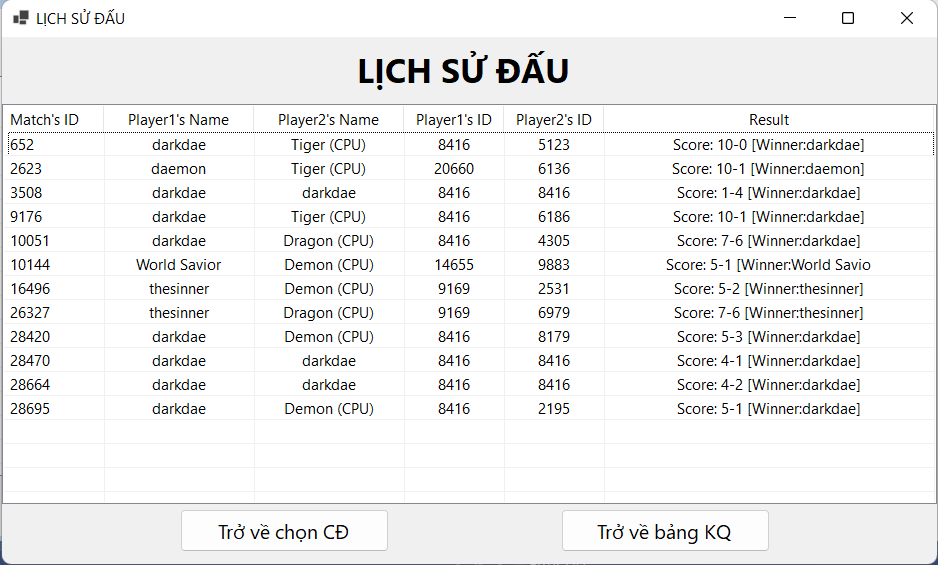 LỊCH SỬ ĐẤU
LỊCH SỬ ĐẤU
Match's ID Player1's Name Player2's Name Player1's ID Player2's ID Result
652 darkdae Tiger (CPU) 8416 5123 Score: 10-0 [Winner:darkdae]
2623 daemon Tiger (CPU) 20660 6136 Score: 10-1 [Winner:daemon]
3508 darkdae darkdae 8416 8416 Score: 1-4 [Winner:darkdae]
9176 darkdae Tiger (CPU) 8416 6186 Score: 10-1 [Winner:darkdae]
10051 darkdae Dragon (CPU) 8416 4305 Score: 7-6 [Winner:darkdae]
10144 World Savior Demon (CPU) 14655 9883 Score: 5-1 [Winner:World Savio
16496 thesinner Demon (CPU) 9169 2531 Score: 5-2 [Winner:thesinner]
26327 thesinner Dragon (CPU) 9169 6979 Score: 7-6 [Winner:thesinner]
28420 darkdae Demon (CPU) 8416 8179 Score: 5-3 [Winner:darkdae]
28470 darkdae darkdae 8416 8416 Score: 4-1 [Winner:darkdae]
28664 darkdae darkdae 8416 8416 Score: 4-2 [Winner:darkdae]
28695 darkdae Demon (CPU) 8416 2195 Score: 5-1 [Winner:darkdae]
Trở về chọn CĐ Trở về bảng KQ